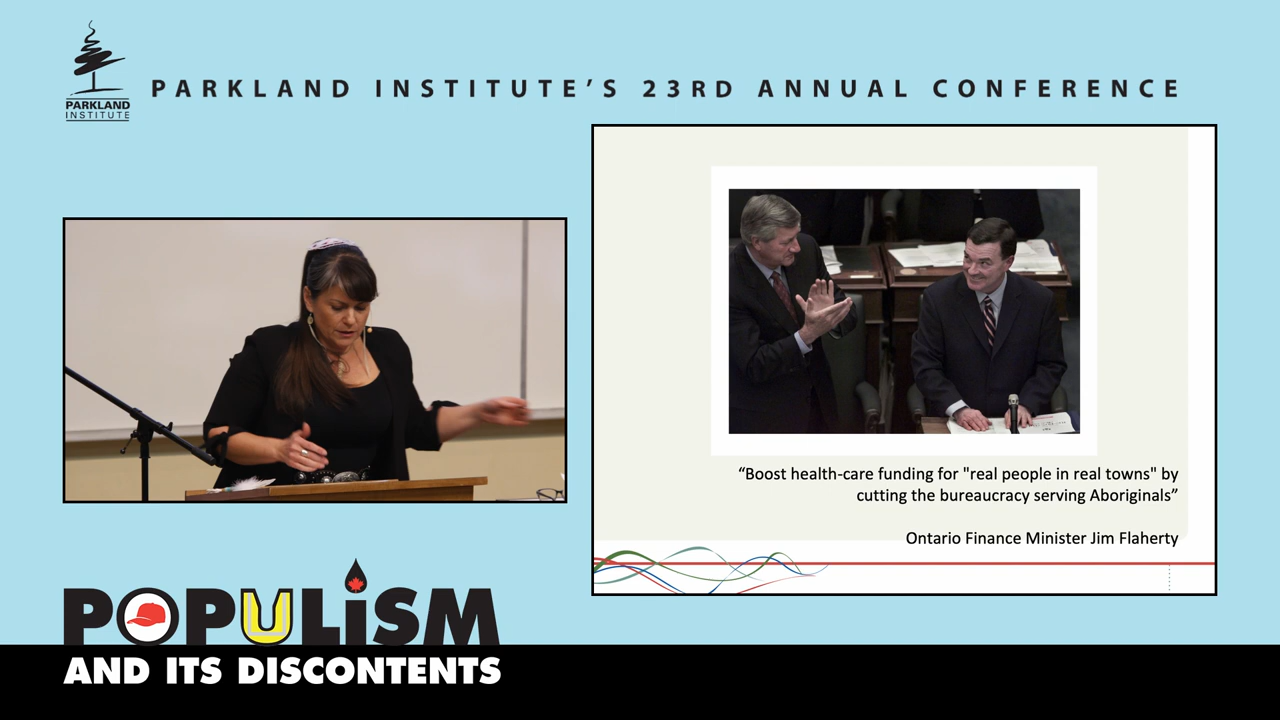 PARKLAND
INSTITUTE
PARKLAND INSTITUTE'S 23RD ANNUAL CONFERENCE
“Boost health-care funding for "real people in real towns" by
cutting the bureaucracy serving Aboriginals”
Ontario Finance Minister Jim Flaherty
POPULiSM
AND ITS DISCONTENTS